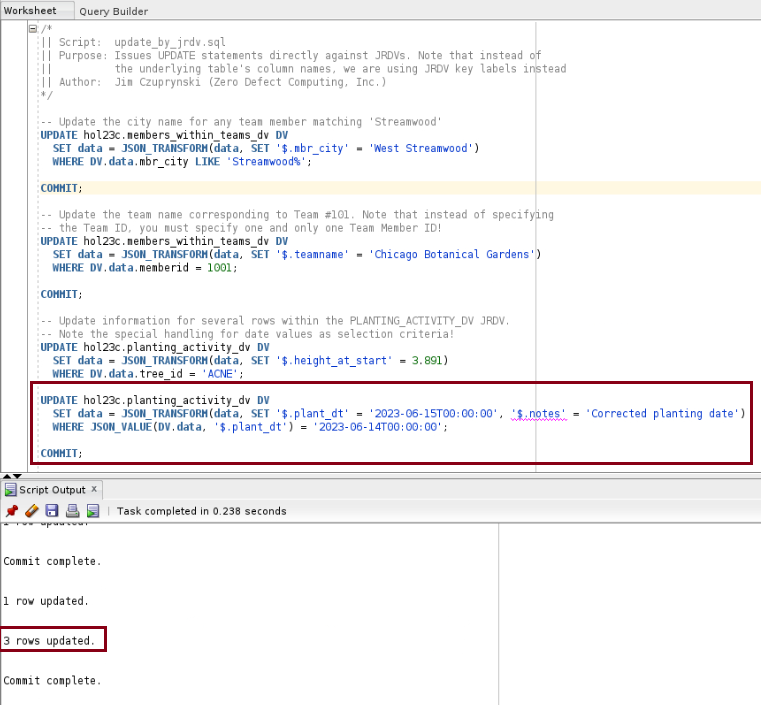 Worksheet Query Builder
/*
|| Script:  update_by_jrdv.sql
|| Purpose: Issues UPDATE statements directly against JRDVs. Note that instead of
||          the underlying table's column names, we are using JRDV key labels instead
|| Author:  Jim Czuprynski (Zero Defect Computing, Inc.)
*/
-- Update the city name for any team member matching 'Streamwood'
UPDATE hol23c.members_within_teams_dv DV
SET data = JSON_TRANSFORM(data, SET '$.mbr_city' = 'West Streamwood')
WHERE DV.data.mbr_city LIKE 'Streamwood%';
COMMIT;
-- Update the team name corresponding to Team #101. Note that instead of specifying
-- the Team ID, you must specify one and only one Team Member ID!
UPDATE hol23c.members_within_teams_dv DV
SET data = JSON_TRANSFORM(data, SET '$.teamname' = 'Chicago Botanical Gardens')
WHERE DV.data.memberid = 1001;
COMMIT;
-- Update information for several rows within the PLANTING_ACTIVITY_DV JRDV.
-- Note the special handling for date values as selection criteria!
UPDATE hol23c.planting_activity_dv DV
SET data = JSON_TRANSFORM(data, SET '$.height_at_start' = 3.891)
WHERE DV.data.tree_id = 'ACNE';
UPDATE hol23c.planting_activity_dv DV
SET data = JSON_TRANSFORM(data, SET '$.plant_dt' = '2023-06-15T00:00:00', '$.notes' = 'Corrected planting date')
WHERE JSON_VALUE(DV.data, '$.plant_dt') = '2023-06-14T00:00:00';
COMMIT;
Script Output x
Task completed in 0.238 seconds
1 row updated.
Commit complete.
1 row updated.
3 rows updated.
Commit complete.